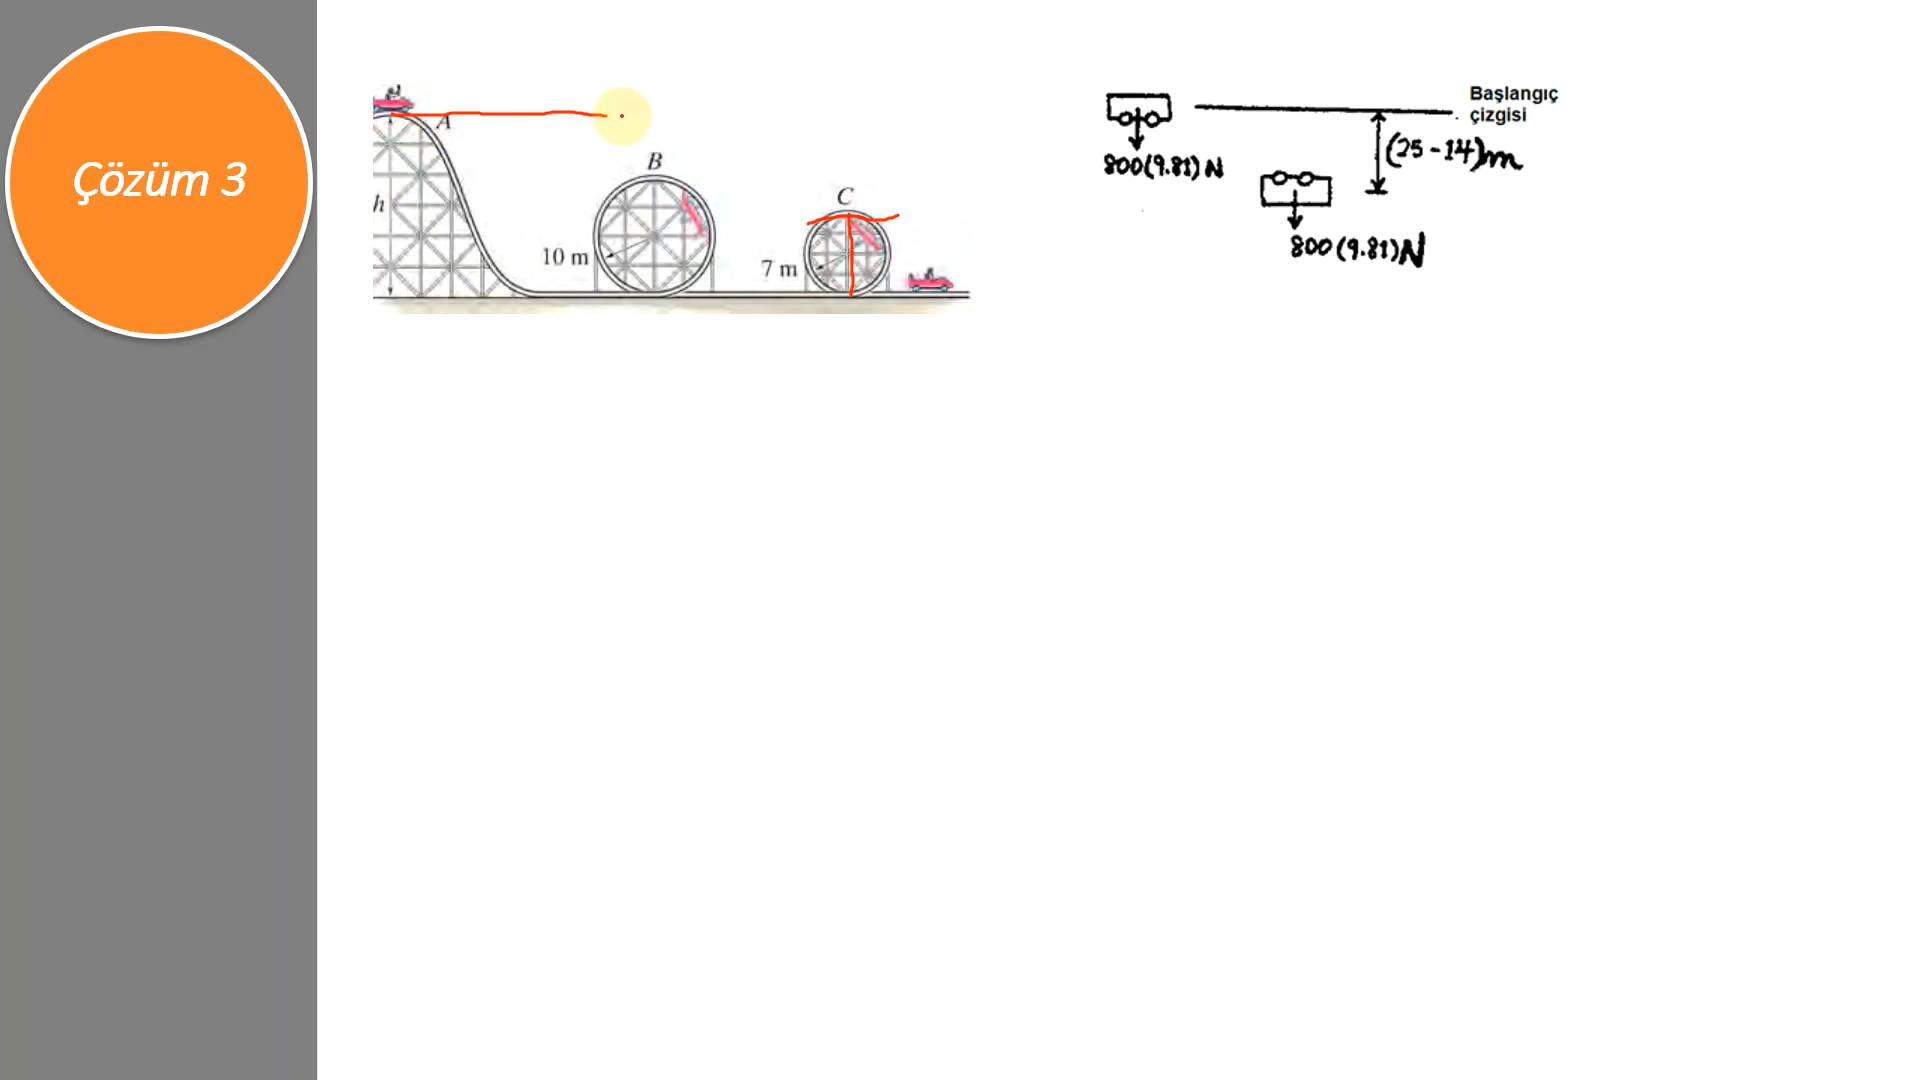 Çözüm 3
A
h
B
10 m
C
7 m
Başlangıç
çizgisi
(25-14)m
800(9.81) N
800(9.81)N